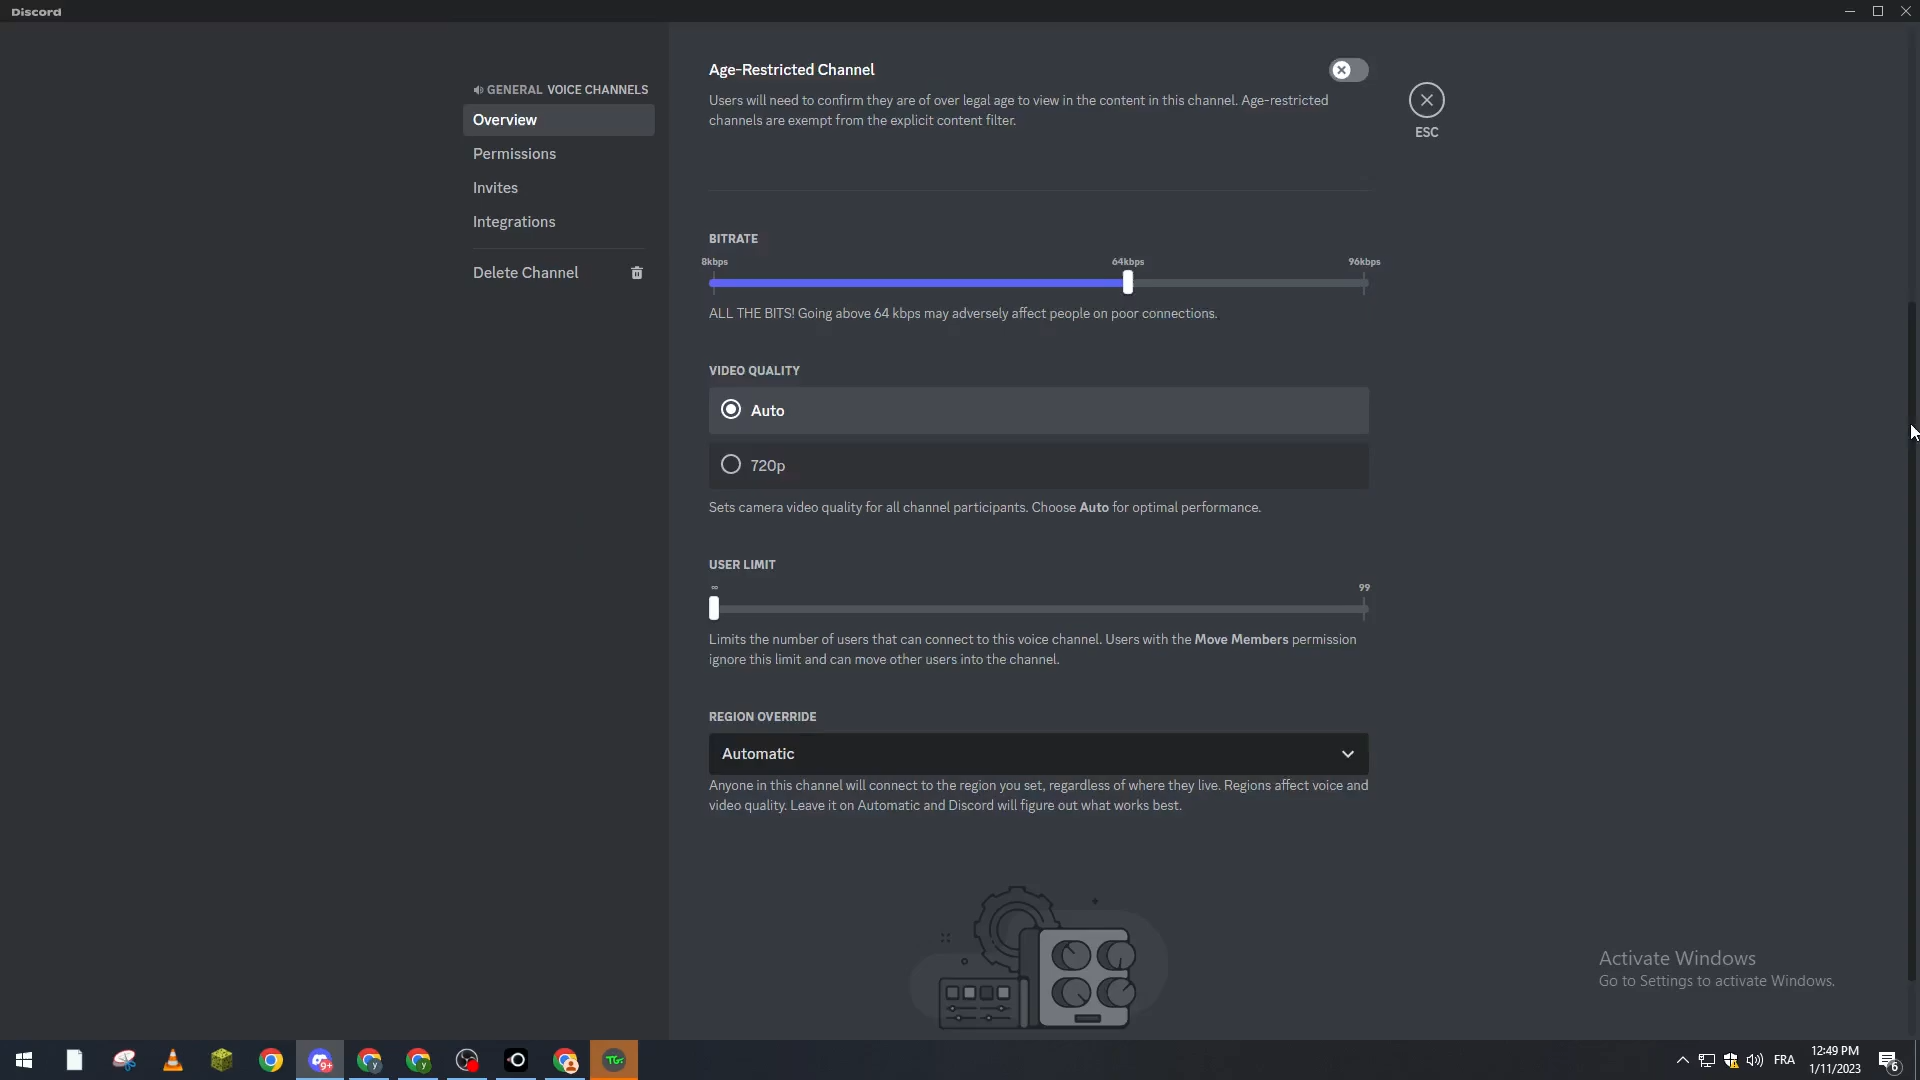 Discord
GENERAL VOICE CHANNELS
Overview
Permissions
Invites
Integrations
Delete Channel
Age-Restricted Channel
Users will need to confirm they are of over legal age to view in the content in this channel. Age-restricted
channels are exempt from the explicit content filter.
ESC
BITRATE
8kbps 64kbps 96kbps
ALL THE BITS! Going above 64 kbps may adversely affect people on poor connections.
VIDEO QUALITY
Auto
720p
Sets camera video quality for all channel participants. Choose Auto for optimal performance.
USER LIMIT
∞ 99
Limits the number of users that can connect to this voice channel. Users with the Move Members permission
ignore this limit and can move other users into the channel.
REGION OVERRIDE
Automatic
Anyone in this channel will connect to the region you set, regardless of where they live. Regions affect voice and
video quality. Leave it on Automatic and Discord will figure out what works best.
Activate Windows
Go to Settings to activate Windows.
9+
y
y
TG
FRA
12:49 PM
1/11/2023
6